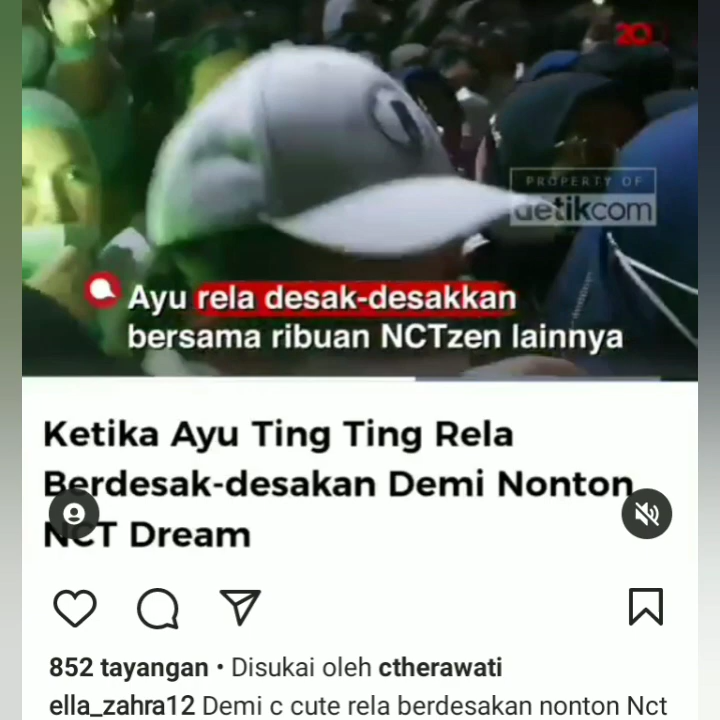 PROPERTY OF
detikcom
Ayu rela desak-desakkan
bersama ribuan NCTzen lainnya
Ketika Ayu Ting Ting Rela
Berdesak-desakan Demi Nonton
NCT Dream
852 tayangan • Disukai oleh ctherawati
ella_zahra12 Demi c cute rela berdesakan nonton Nct